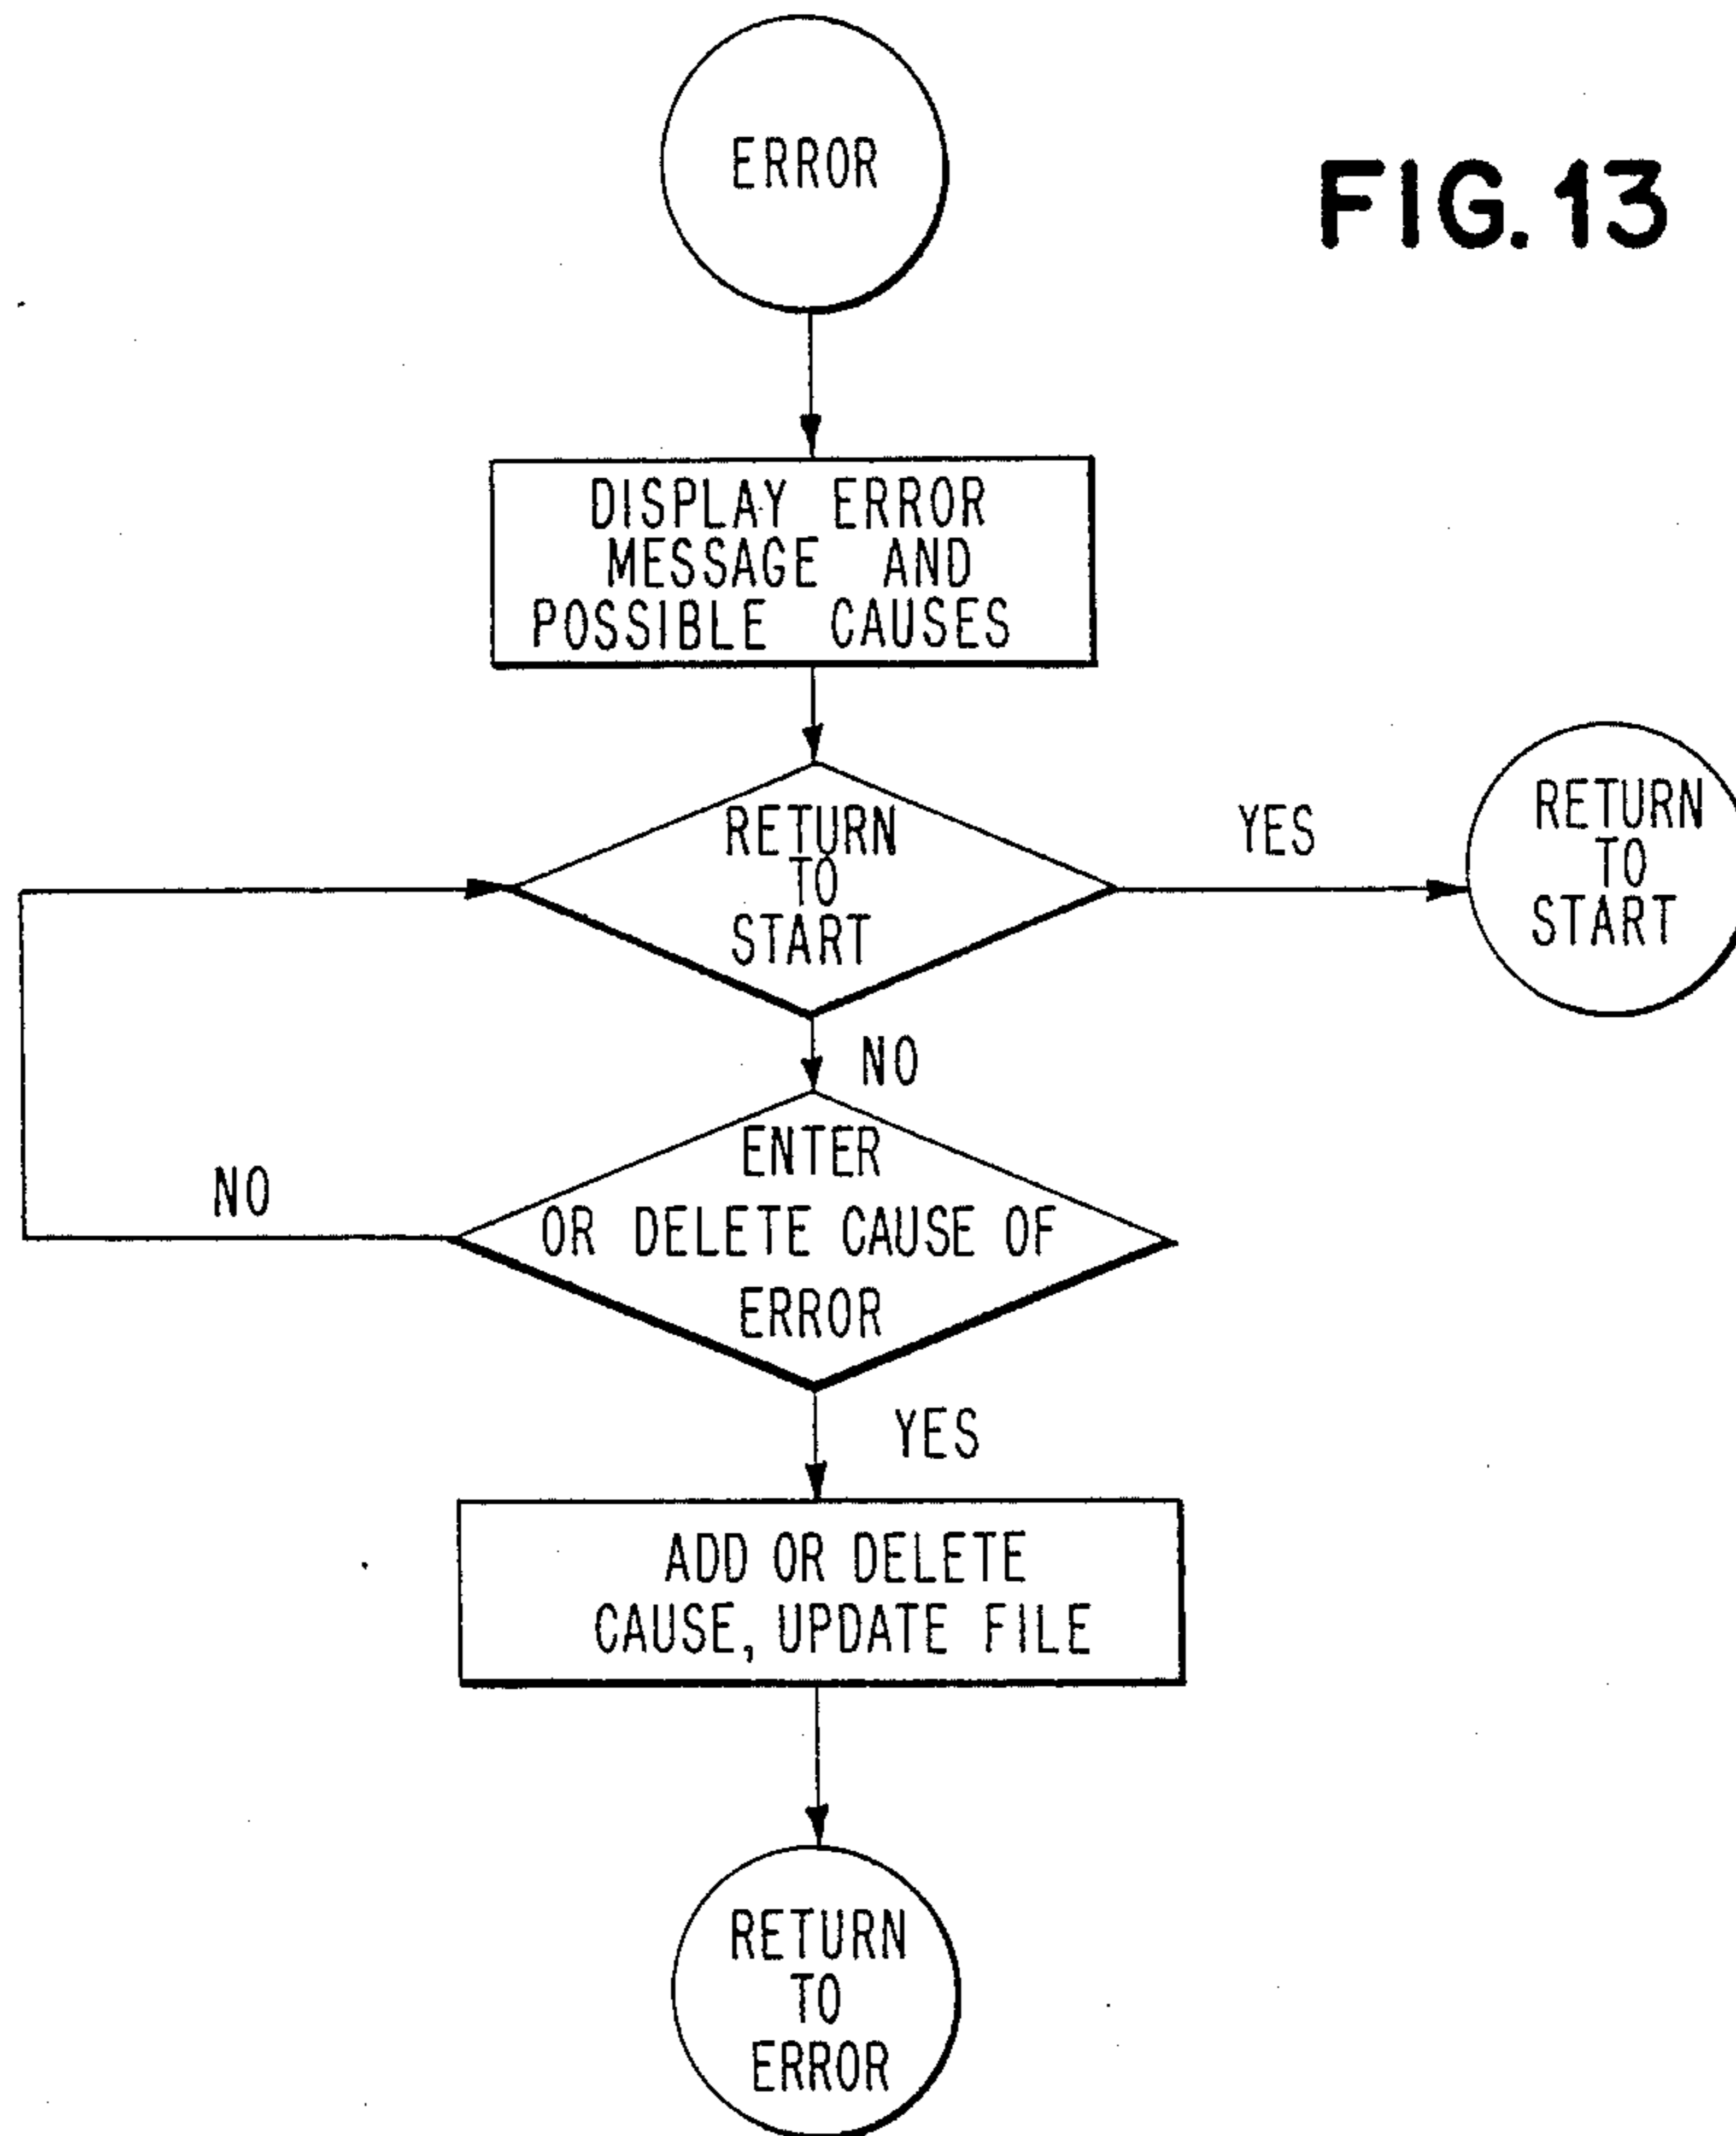 ERROR
FIG. 13
DISPLAY ERROR
MESSAGE AND
POSSIBLE CAUSES
RETURN
TO
START
YES
RETURN
TO
START
NO
ENTER
OR DELETE CAUSE OF
ERROR
NO
YES
ADD OR DELETE
CAUSE, UPDATE FILE
RETURN
TO
ERROR